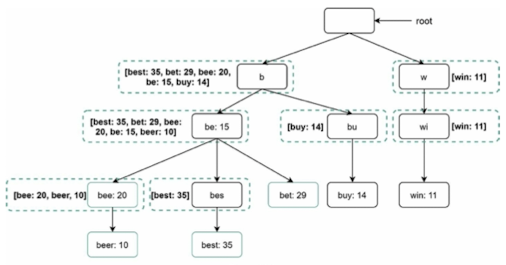 root
[best: 35, bet: 29, bee: 20,
be: 15, buy: 14]
b
w
[win: 11]
[best: 35, bet: 29, bee:
20, be: 15, beer: 10]
be: 15
[buy: 14]
bu
wi
[win: 11]
[bee: 20, beer, 10]
bee: 20
[best: 35]
bes
bet: 29
buy: 14
win: 11
beer: 10
best: 35